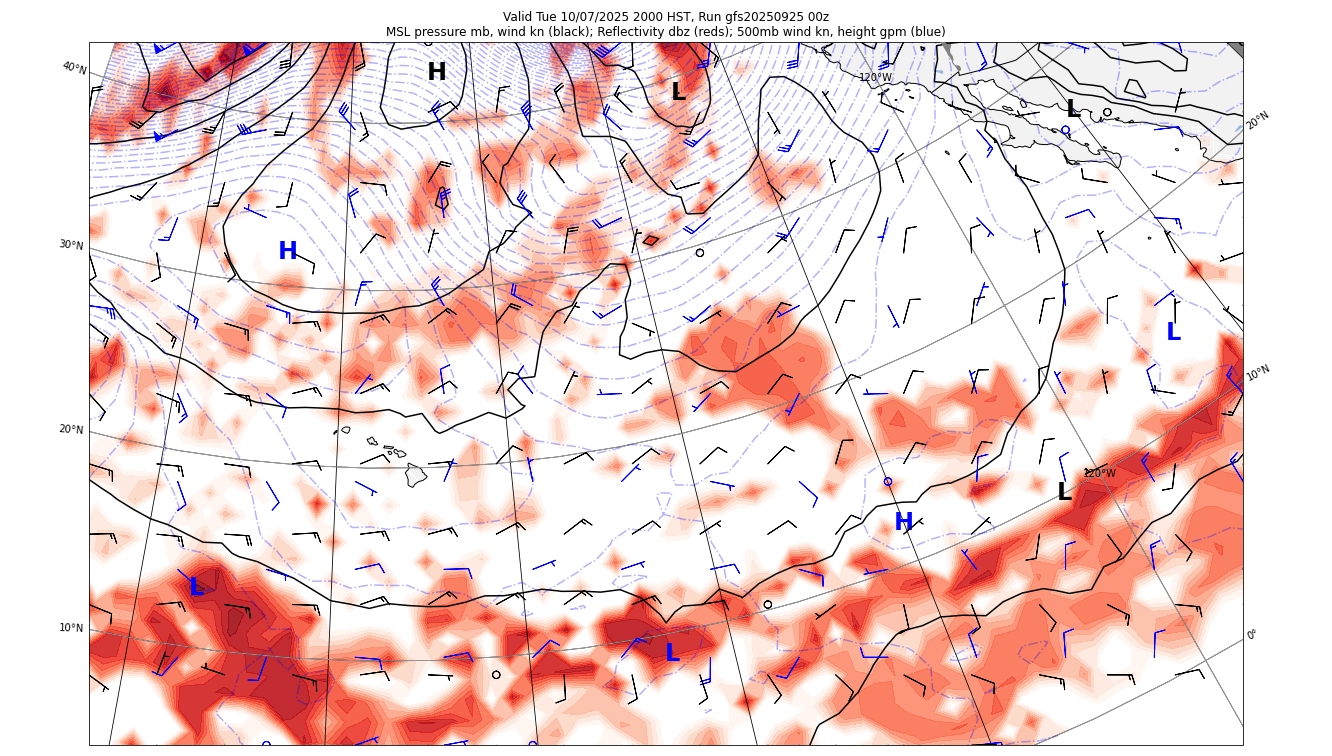 Valid Tue 10/07/2025 2000 HST, Run gfs20250925 00z
MSL pressure mb, wind kn (black); Reflectivity dbz (reds); 500mb wind kn, height gpm (blue)
40°N
H
L
120°W
L
20°N
30°N
H
L
10°N
20°N
120°W
L
H
L
10°N
L
0°